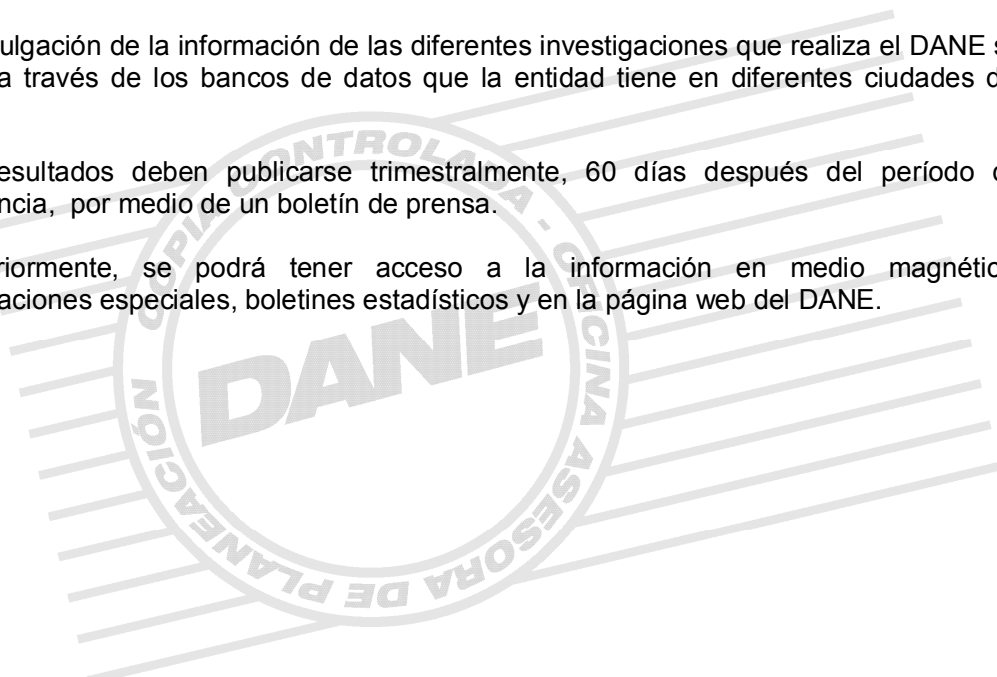 ulgación de la información de las diferentes investigaciones que realiza el DANE s
a través de los bancos de datos que la entidad tiene en diferentes ciudades d
esultados deben publicarse trimestralmente, 60 días después del período d
ncia, por medio de un boletín de prensa.
riormente, se podrá tener acceso a la información en medio magnétic
aciones especiales, boletines estadísticos y en la página web del DANE.
COPIA CONTROLADA - OFICINA ASESORA DE PLANEACIÓN
DANE